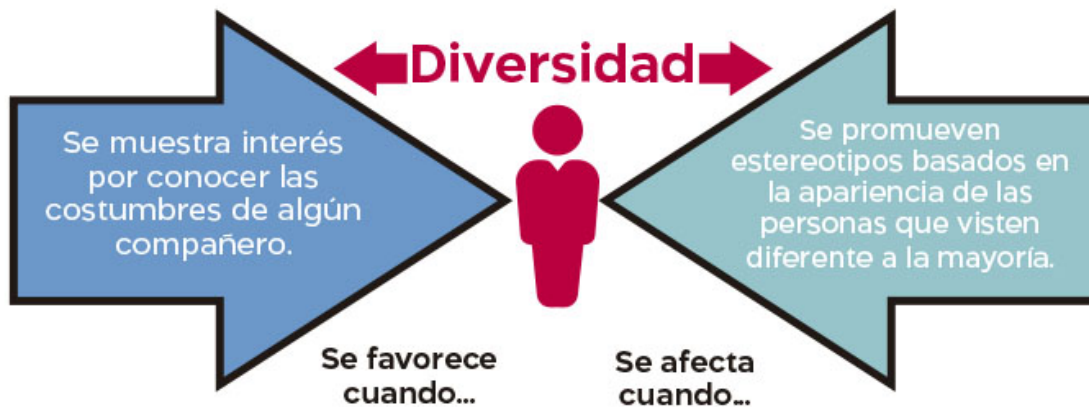 Diversidad
Se muestra interés
por conocer las
costumbres de algún
compañero.
Se promueven
estereotipos basados en
la apariencia de las
personas que visten
diferente a la mayoría.
Se favorece
cuando...
Se afecta
cuando...